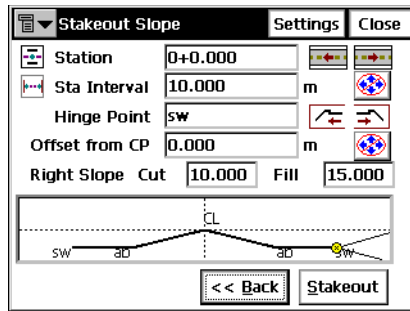 Stakeout Slope Settings Close
Station 0+0.000
Sta Interval 10.000 m
Hinge Point sw
Offset from CP 0.000 m
Right Slope Cut 10.000 Fill 15.000
CL
sw ab ab sw
<< Back Stakeout